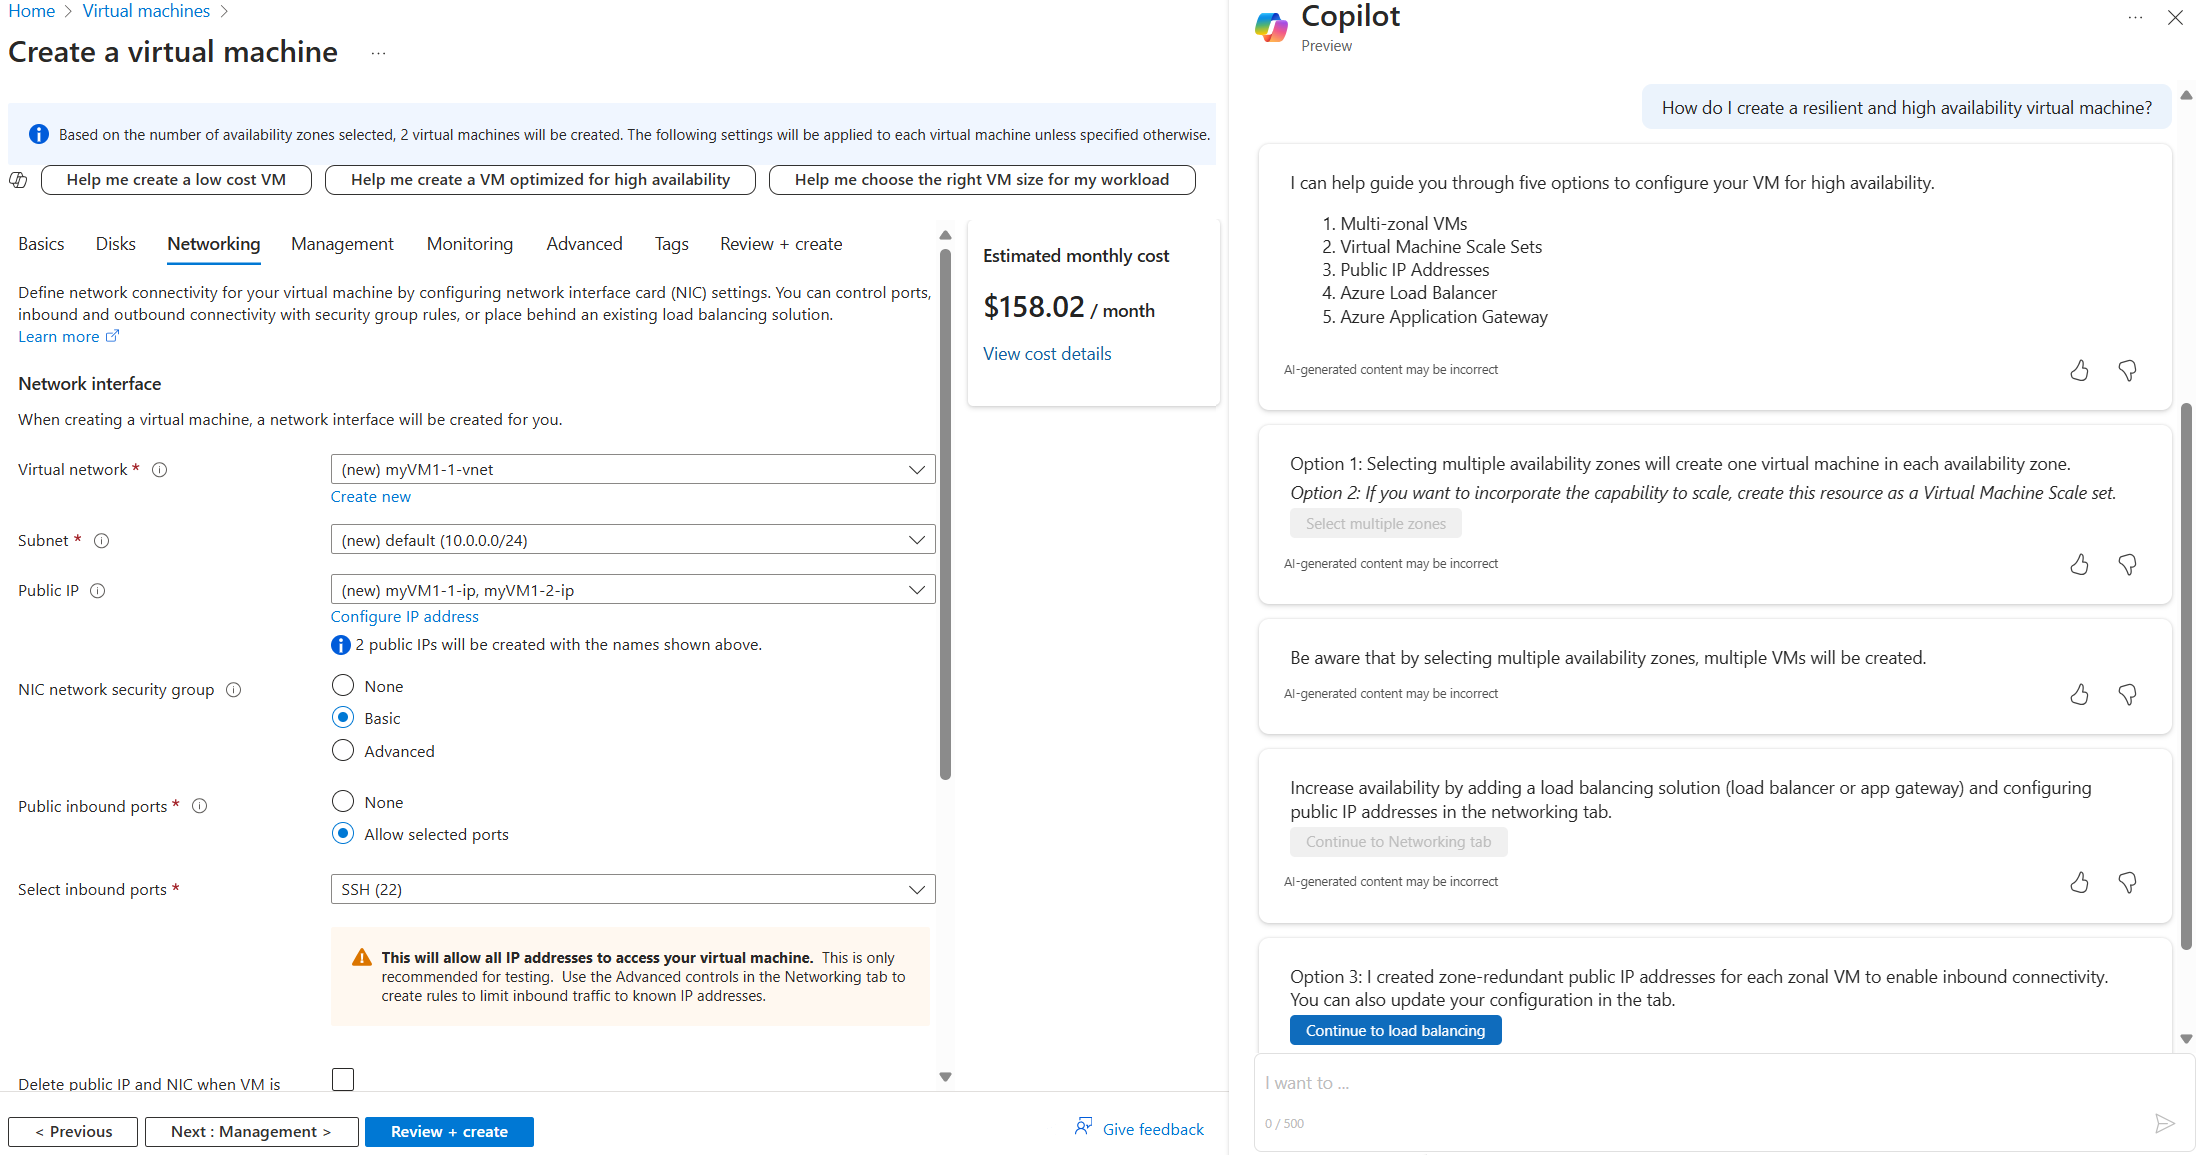 Home > Virtual machines >
Create a virtual machine ...
Based on the number of availability zones selected, 2 virtual machines will be created. The following settings will be applied to each virtual machine unless specified otherwise.
Help me create a low cost VM
Help me create a VM optimized for high availability
Help me choose the right VM size for my workload
Basics Disks Networking Management Monitoring Advanced Tags Review + create
Define network connectivity for your virtual machine by configuring network interface card (NIC) settings. You can control ports,
inbound and outbound connectivity with security group rules, or place behind an existing load balancing solution.
Learn more
Network interface
When creating a virtual machine, a network interface will be created for you.
Virtual network *
(new) myVM1-1-vnet
Create new
Subnet *
(new) default (10.0.0.0/24)
Public IP
(new) myVM1-1-ip, myVM1-2-ip
Configure IP address
2 public IPs will be created with the names shown above.
NIC network security group
None
Basic
Advanced
Public inbound ports *
None
Allow selected ports
Select inbound ports *
SSH (22)
This will allow all IP addresses to access your virtual machine. This is only
recommended for testing. Use the Advanced controls in the Networking tab to
create rules to limit inbound traffic to known IP addresses.
Delete public IP and NIC when VM is
< Previous
Next : Management >
Review + create
Give feedback
Estimated monthly cost
$158.02 / month
View cost details
Copilot
Preview
...
How do I create a resilient and high availability virtual machine?
I can help guide you through five options to configure your VM for high availability.
1. Multi-zonal VMs
2. Virtual Machine Scale Sets
3. Public IP Addresses
4. Azure Load Balancer
5. Azure Application Gateway
AI-generated content may be incorrect
Option 1: Selecting multiple availability zones will create one virtual machine in each availability zone.
Option 2: If you want to incorporate the capability to scale, create this resource as a Virtual Machine Scale set.
Select multiple zones
AI-generated content may be incorrect
Be aware that by selecting multiple availability zones, multiple VMs will be created.
AI-generated content may be incorrect
Increase availability by adding a load balancing solution (load balancer or app gateway) and configuring
public IP addresses in the networking tab.
Continue to Networking tab
AI-generated content may be incorrect
Option 3: I created zone-redundant public IP addresses for each zonal VM to enable inbound connectivity.
You can also update your configuration in the tab.
Continue to load balancing
I want to ...
0 / 500